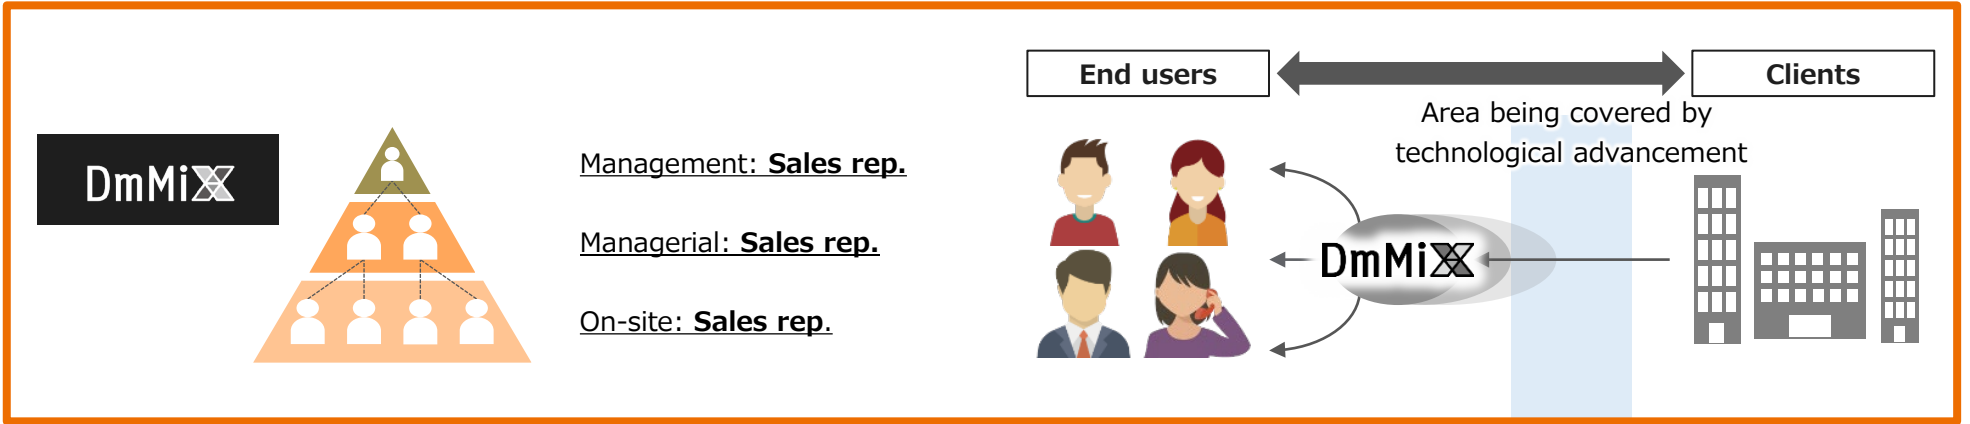 DmMiX
Management: Sales rep.
Managerial: Sales rep.
On-site: Sales rep.
End users
Clients
Area being covered by
technological advancement
DmMiX